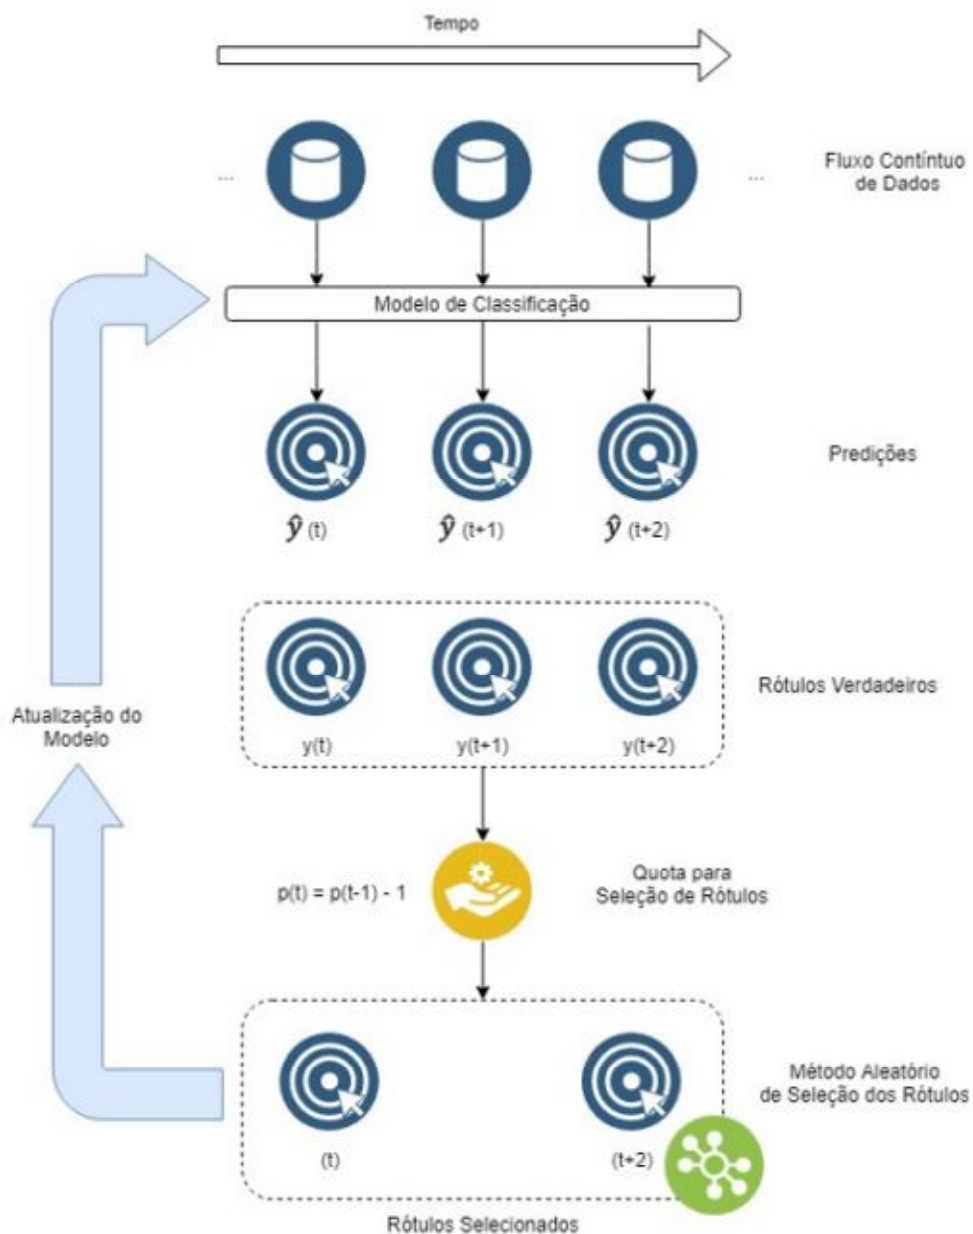 Tempo
...
...
Fluxo Contíntuo
de Dados
Modelo de Classificação
Predições
ŷ (t)
ŷ (t+1)
ŷ (t+2)
Rótulos Verdadeiros
y(t)
y(t+1)
y(t+2)
Atualização do
Modelo
p(t) = p(t-1) - 1
Quota para
Seleção de Rótulos
Método Aleatório
de Seleção dos Rótulos
(t)
(t+2)
Rótulos Selecionados